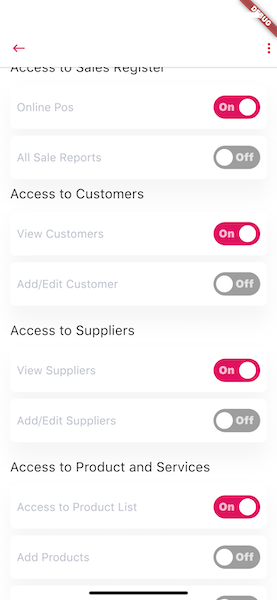 DEBUG
Access to Sales Register
Online Pos
On
All Sale Reports
Off
Access to Customers
View Customers
On
Add/Edit Customer
Off
Access to Suppliers
View Suppliers
On
Add/Edit Suppliers
Off
Access to Product and Services
Access to Product List
On
Add Products
Off